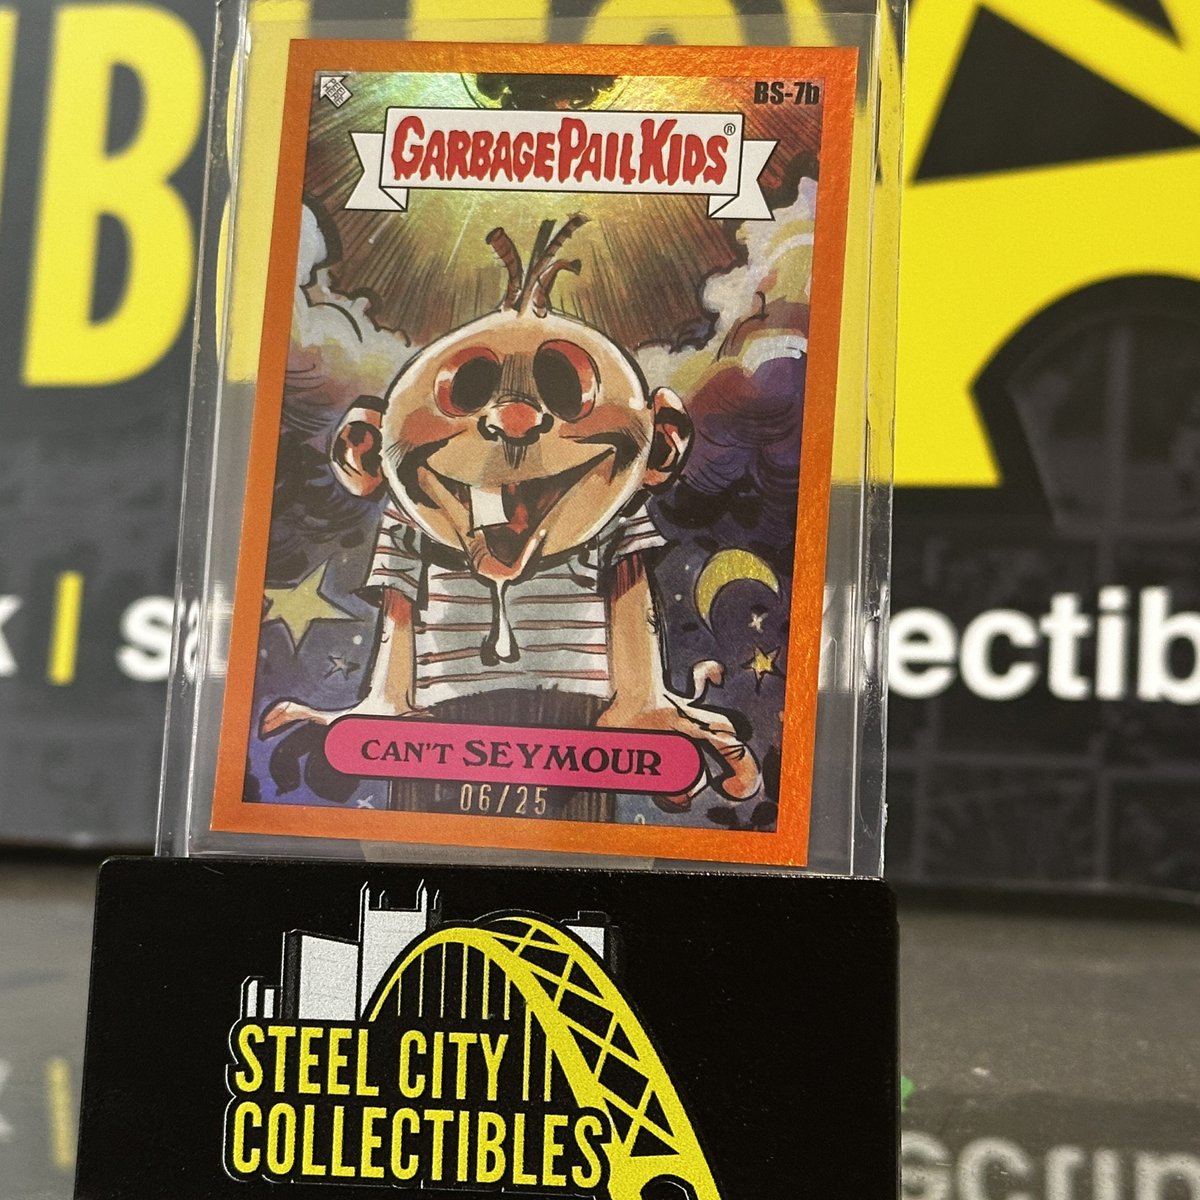 BS-7b
GARBAGE PAIL KIDS®
CAN'T SEYMOUR
06/25
STEEL CITY
COLLECTIBLES